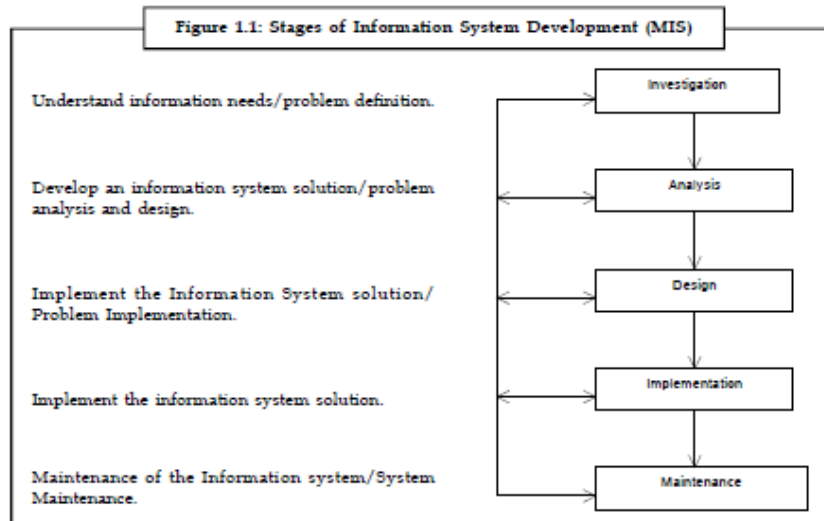 Figure 1.1: Stages of Information System Development (MIS)
Understand information needs/problem definition.
Investigation
Develop an information system solution/problem
analysis and design.
Analysis
Implement the Information System solution/
Problem Implementation.
Design
Implement the information system solution.
Implementation
Maintenance of the Information system/System
Maintenance.
Maintenance